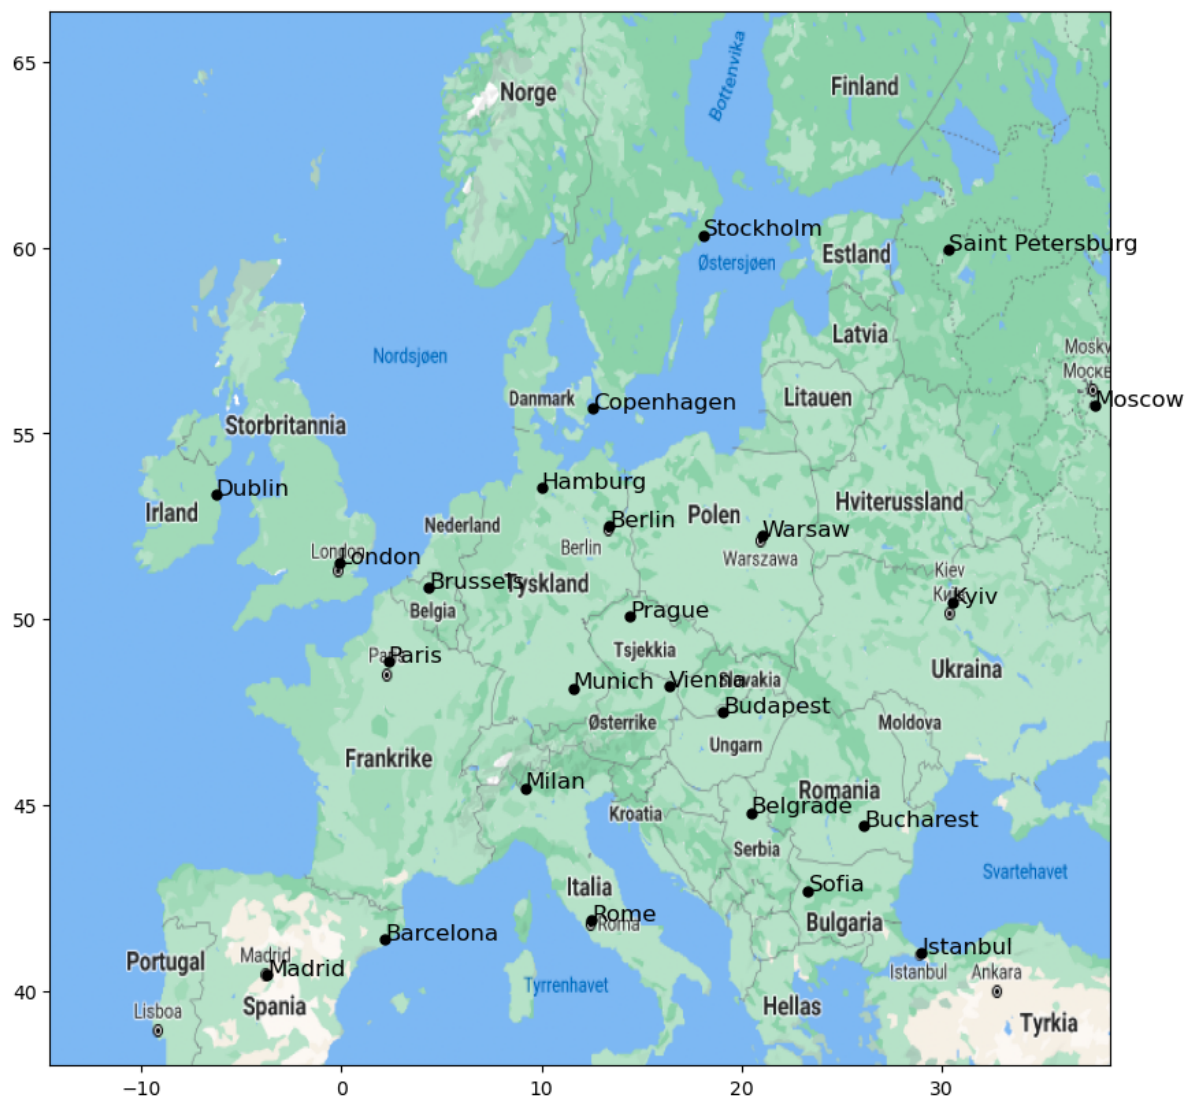 65
Norge
Bottenvika
Finland
60
Stockholm
Østersjøen
Estland
Saint Petersburg
Nordsjøen
Latvia
Moskv
Москв
Moscow
Danmark
Copenhagen
Litauen
55
Storbritannia
Dublin
Irland
Hamburg
Nederland
Polen
Hviterussland
Berlin
Berlin
Warsaw
Warszawa
London
London
Brussels
Tyskland
Belgia
Kiev
Kyiv
50
Prague
Tsjekkia
Paris
Paris
Munich
Vienna
Slovakia
Ukraina
Budapest
Østerrike
Ungarn
Moldova
Frankrike
Milan
Romania
45
Kroatia
Belgrade
Bucharest
Serbia
Svartehavet
Italia
Sofia
Rome
Roma
Bulgaria
Barcelona
Istanbul
Portugal
Madrid
Madrid
Istanbul
Ankara
40
Tyrrenhavet
Lisboa
Spania
Hellas
Tyrkia
−10
0
10
20
30